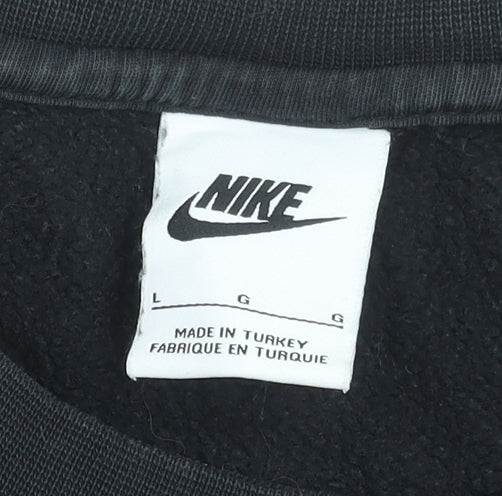 NIKE
L G G
MADE IN TURKEY
FABRIQUE EN TURQUIE